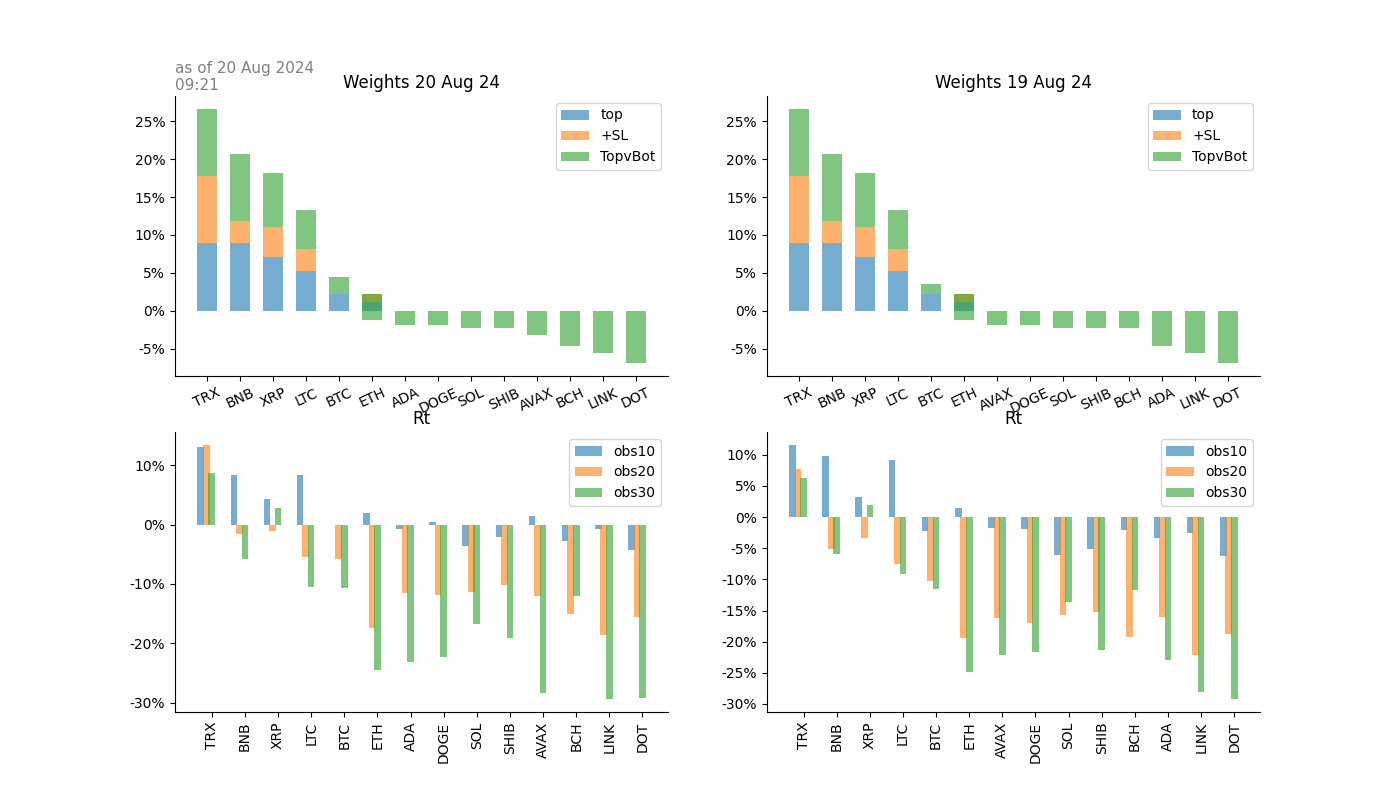 as of 20 Aug 2024
09:21
Weights 20 Aug 24
25%
20%
15%
10%
5%
0%
-5%
top
+SL
TopvBot
TRX BNB XRP LTC BTC ETH ADA DOGE SOL SHIB AVAX BCH LINK DOT
Weights 19 Aug 24
25%
20%
15%
10%
5%
0%
-5%
top
+SL
TopvBot
TRX BNB XRP LTC BTC ETH AVAX DOGE SOL SHIB BCH ADA LINK DOT
Rt
10%
0%
-10%
-20%
-30%
obs10
obs20
obs30
TRX BNB XRP LTC BTC ETH ADA DOGE SOL SHIB AVAX BCH LINK DOT
Rt
10%
5%
0%
-5%
-10%
-15%
-20%
-25%
-30%
obs10
obs20
obs30
TRX BNB XRP LTC BTC ETH AVAX DOGE SOL SHIB BCH ADA LINK DOT